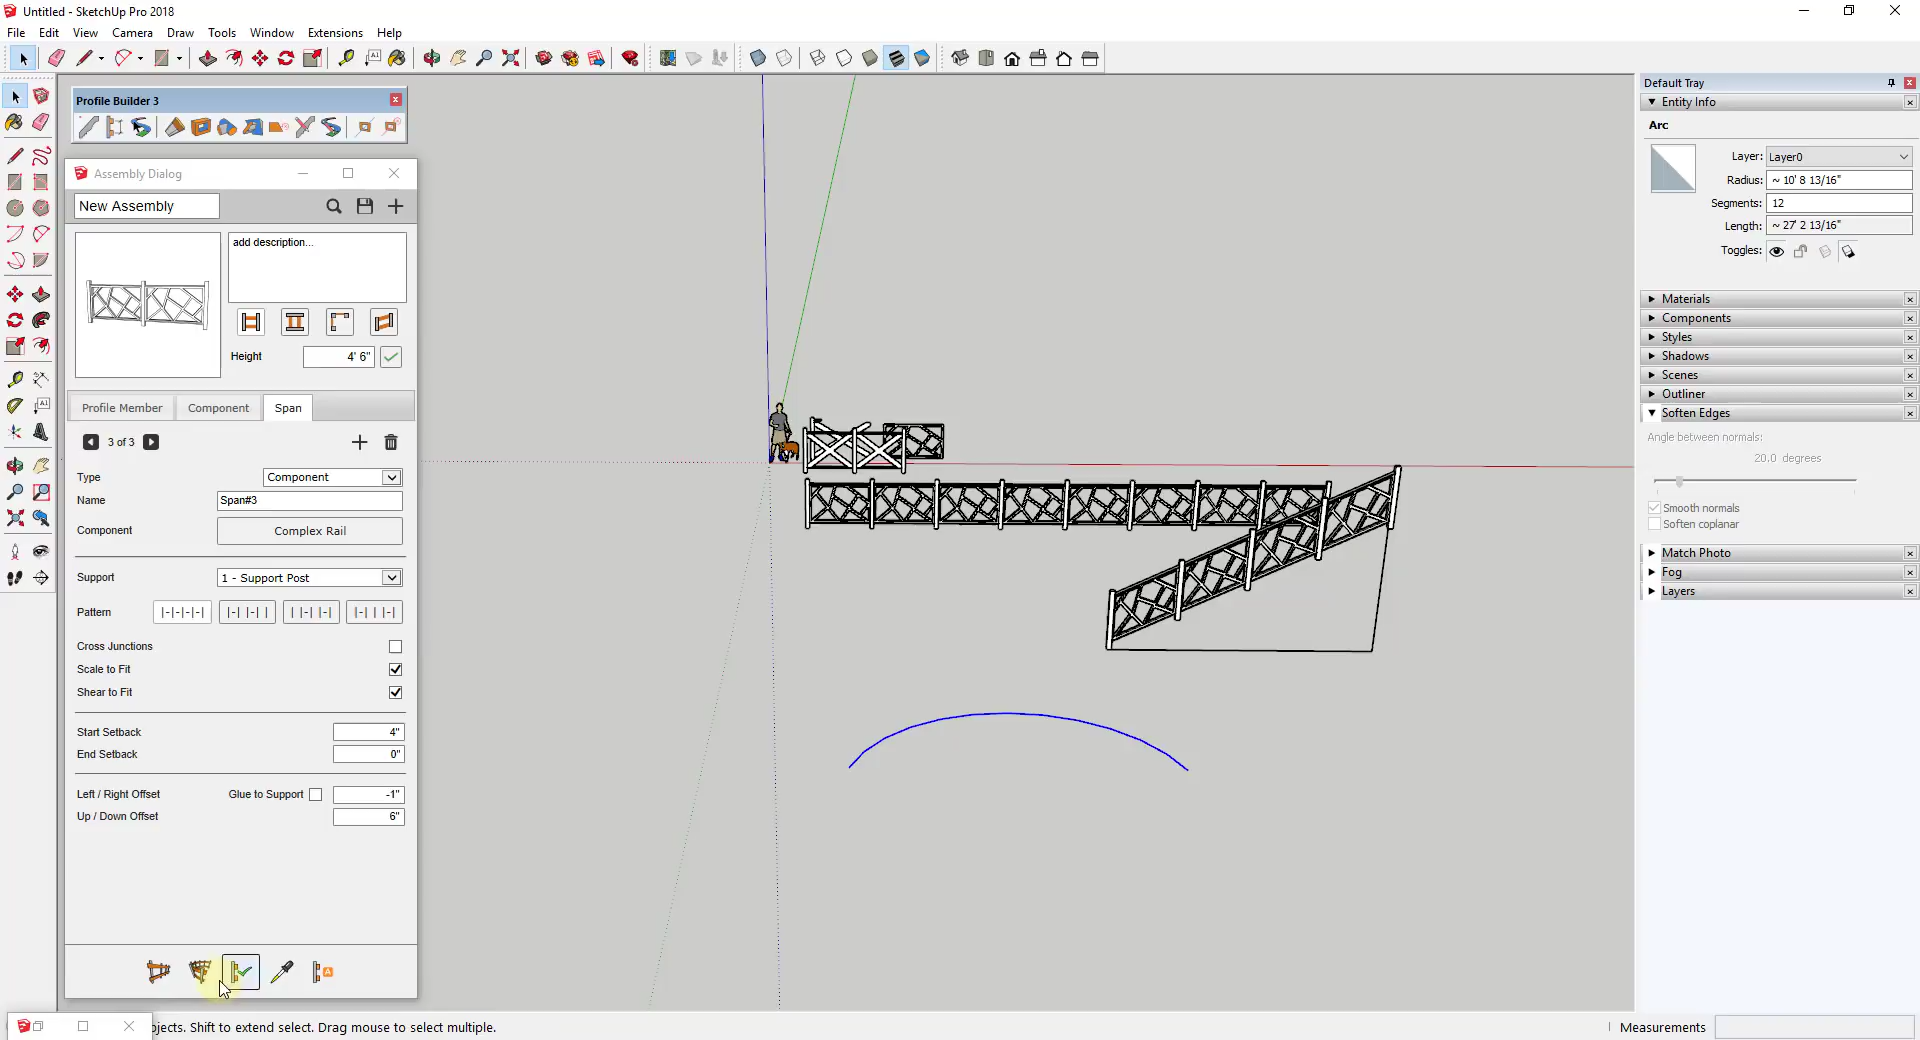 Untitled - SketchUp Pro 2018
File Edit View Camera Draw Tools Window Extensions Help
Profile Builder 3
Assembly Dialog
New Assembly
add description...
Height 4' 6"
Profile Member Component Span
3 of 3
Type Component
Name Span#3
Component Complex Rail
Support 1 - Support Post
Pattern |-|-|-|-| |-| |-| | | |-| |-| |-| | |-|
Cross Junctions
Scale to Fit
Shear to Fit
Start Setback 4"
End Setback 0"
Left / Right Offset Glue to Support -1"
Up / Down Offset 6"
bjects. Shift to extend select. Drag mouse to select multiple.
Measurements
Default Tray
Entity Info
Arc
Layer: Layer0
Radius: ~ 10' 8 13/16"
Segments: 12
Length: ~ 27' 2 13/16"
Toggles:
Materials
Components
Styles
Shadows
Scenes
Outliner
Soften Edges
Angle between normals:
20.0 degrees
Smooth normals
Soften coplanar
Match Photo
Fog
Layers